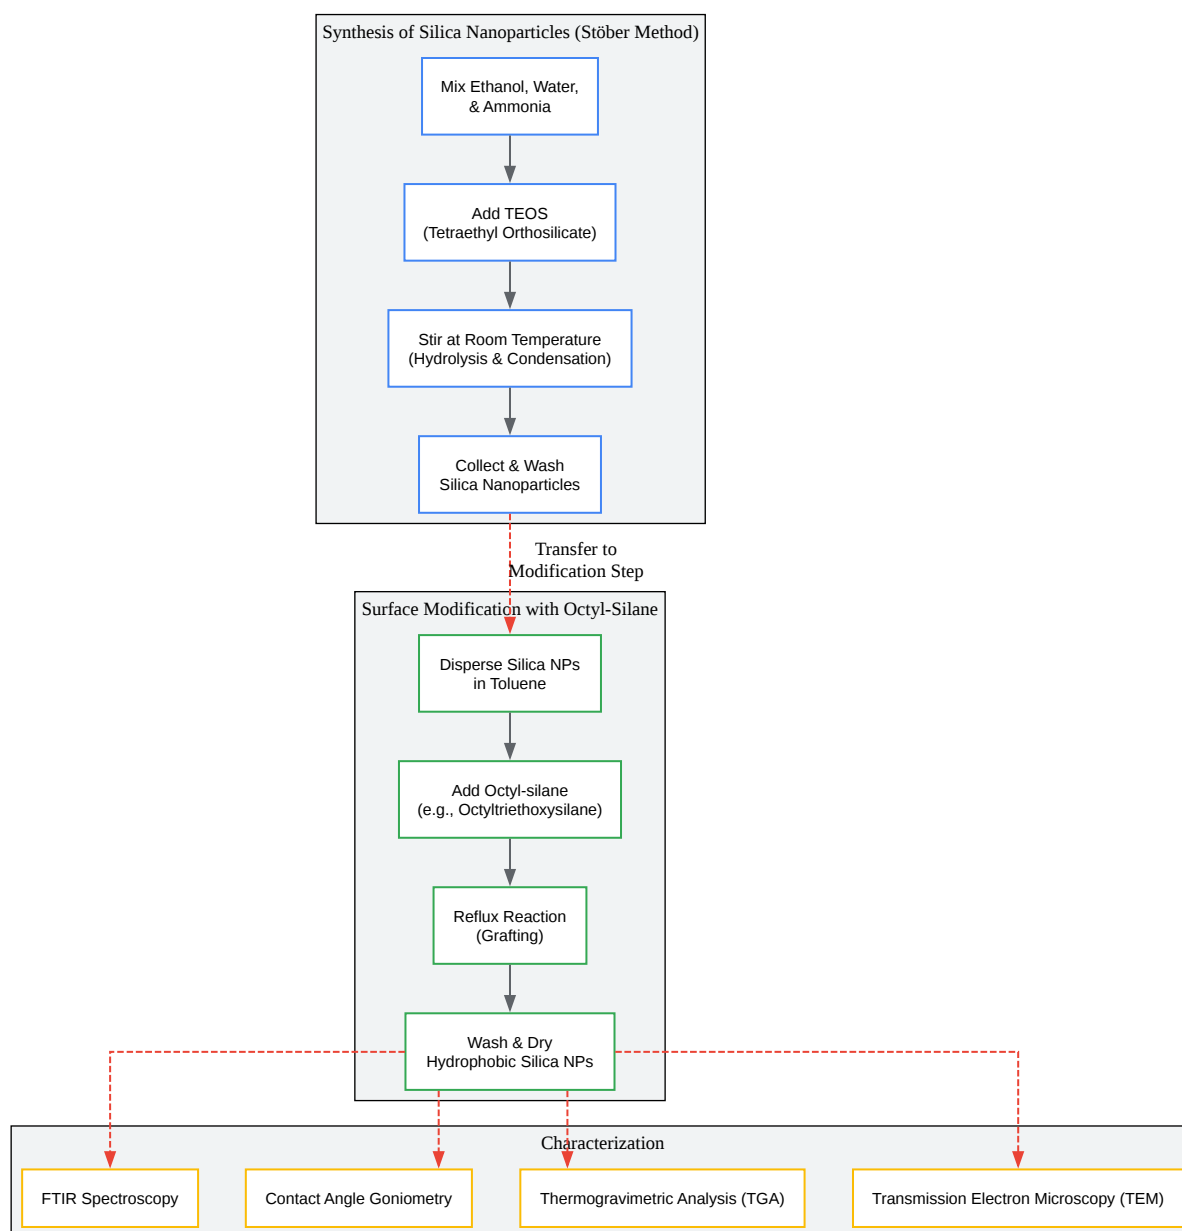 Synthesis of Silica Nanoparticles (Stöber Method)
Mix Ethanol, Water,
& Ammonia
Add TEOS
(Tetraethyl Orthosilicate)
Stir at Room Temperature
(Hydrolysis & Condensation)
Collect & Wash
Silica Nanoparticles
Transfer to
Modification Step
Surface Modification with Octyl-Silane
Disperse Silica NPs
in Toluene
Add Octyl-silane
(e.g., Octyltriethoxysilane)
Reflux Reaction
(Grafting)
Wash & Dry
Hydrophobic Silica NPs
Characterization
FTIR Spectroscopy
Contact Angle Goniometry
Thermogravimetric Analysis (TGA)
Transmission Electron Microscopy (TEM)